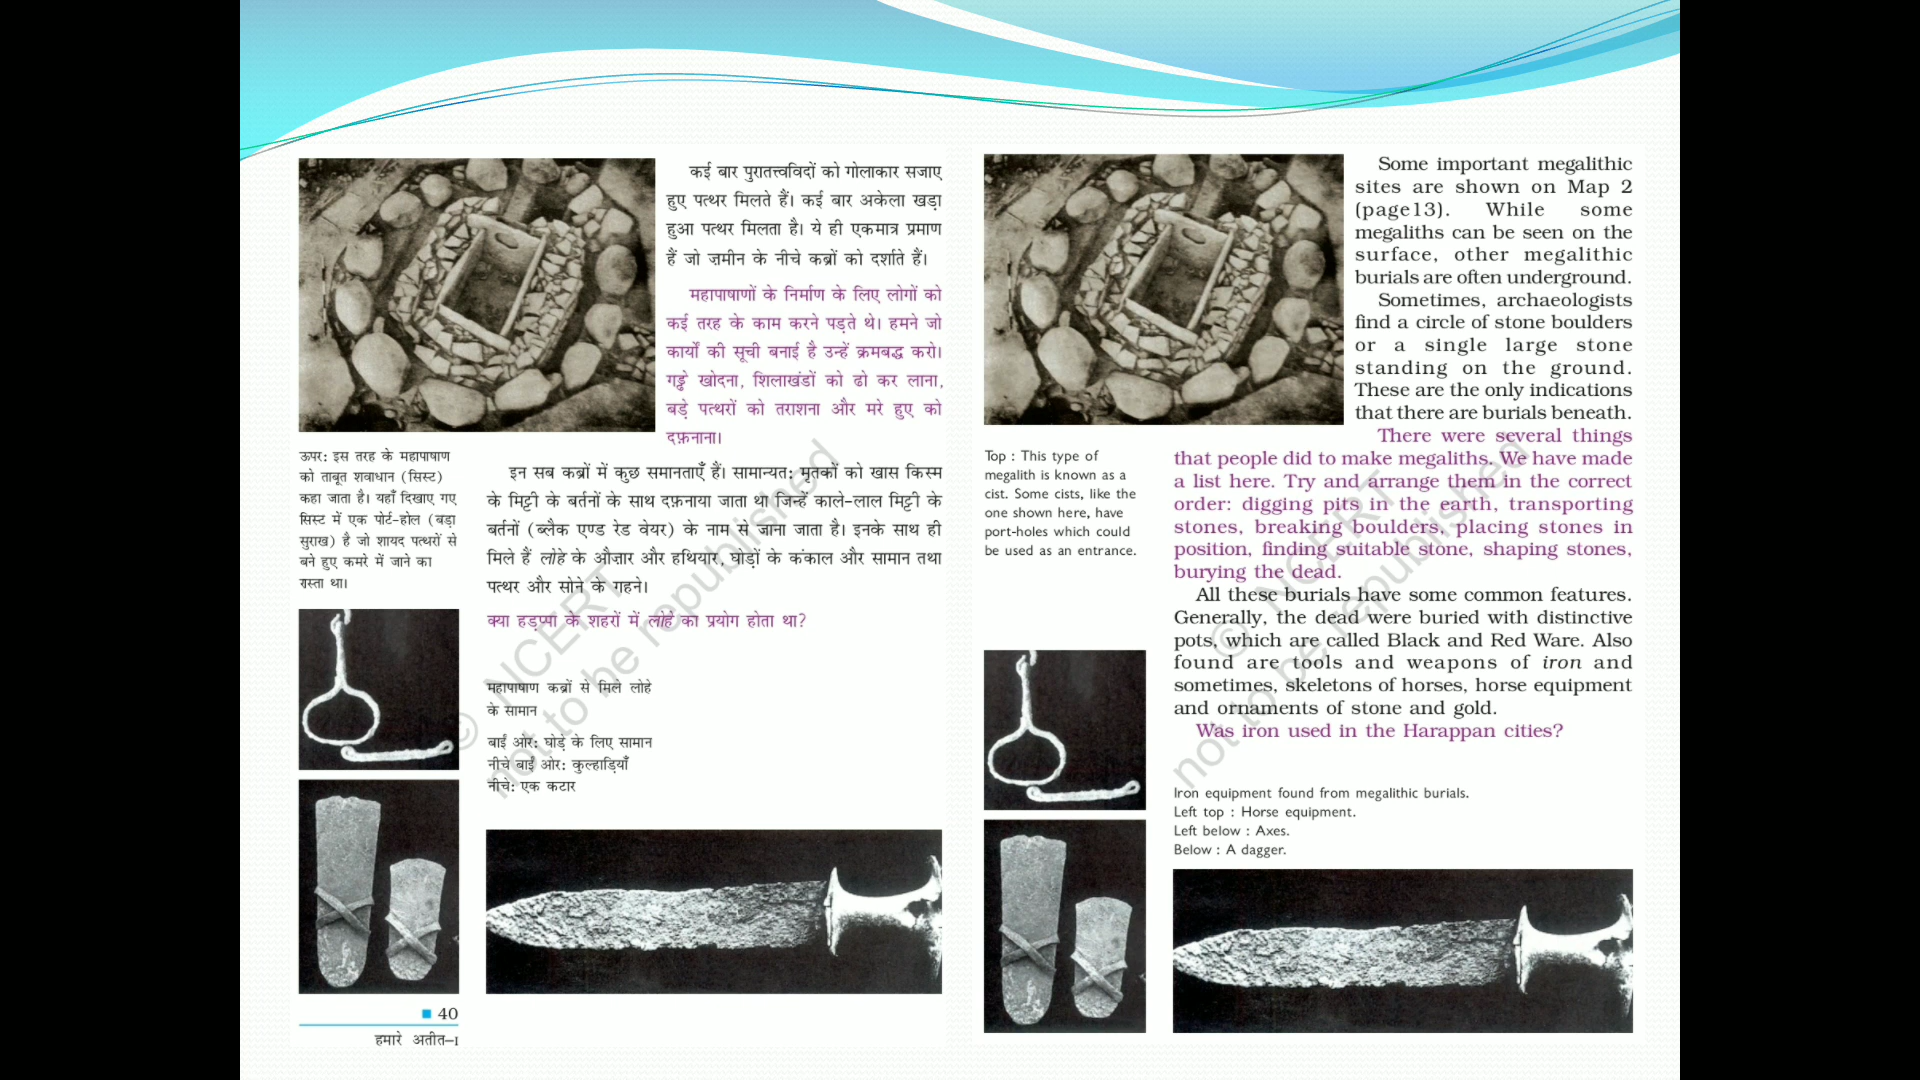 कई बार पुरातत्त्वविदों को गोलाकार सजाए
हुए पत्थर मिलते हैं। कई बार अकेला खड़ा
हुआ पत्थर मिलता है। ये ही एकमात्र प्रमाण
हैं जो ज़मीन के नीचे कब्रों को दर्शाते हैं।
महापाषाणों के निर्माण के लिए लोगों को
कई तरह के काम करने पड़ते थे। हमने जो
कार्यों की सूची बनाई है उन्हें क्रमबद्ध करो।
गड्ढे खोदना, शिलाखंडों को ढो कर लाना,
बड़े पत्थरों को तराशना और मरे हुए को
दफ़नाना।
ऊपर: इस तरह के महापाषाण
को ताबूत शवाधान (सिस्ट)
कहा जाता है। यहाँ दिखाए गए
सिस्ट में एक पोर्ट-होल (बड़ा
सुराख) है जो शायद पत्थरों से
बने हुए कमरे में जाने का
रास्ता था।
इन सब कब्रों में कुछ समानताएँ हैं। सामान्यत: मृतकों को खास किस्म
के मिट्टी के बर्तनों के साथ दफ़नाया जाता था जिन्हें काले-लाल मिट्टी के
बर्तनों (ब्लैक एण्ड रेड वेयर) के नाम से जाना जाता है। इनके साथ ही
मिले हैं लोहे के औज़ार और हथियार, घोड़ों के कंकाल और सामान तथा
पत्थर और सोने के गहने।
क्या हड़प्पा के शहरों में लोहे का प्रयोग होता था?
महापाषाण कब्रों से मिले लोहे
के सामान
बाईं ओर: घोड़े के लिए सामान
नीचे बाईं ओर: कुल्हाड़ियाँ
नीचे: एक कटार
© NCERT
not to be republished
40
हमारे अतीत–I
Some important megalithic
sites are shown on Map 2
(page13). While some
megaliths can be seen on the
surface, other megalithic
burials are often underground.
Sometimes, archaeologists
find a circle of stone boulders
or a single large stone
standing on the ground.
These are the only indications
that there are burials beneath.
There were several things
that people did to make megaliths. We have made
a list here. Try and arrange them in the correct
order: digging pits in the earth, transporting
stones, breaking boulders, placing stones in
position, finding suitable stone, shaping stones,
burying the dead.
Top : This type of
megalith is known as a
cist. Some cists, like the
one shown here, have
port-holes which could
be used as an entrance.
All these burials have some common features.
Generally, the dead were buried with distinctive
pots, which are called Black and Red Ware. Also
found are tools and weapons of iron and
sometimes, skeletons of horses, horse equipment
and ornaments of stone and gold.
Was iron used in the Harappan cities?
Iron equipment found from megalithic burials.
Left top : Horse equipment.
Left below : Axes.
Below : A dagger.
© NCERT
not to be republished